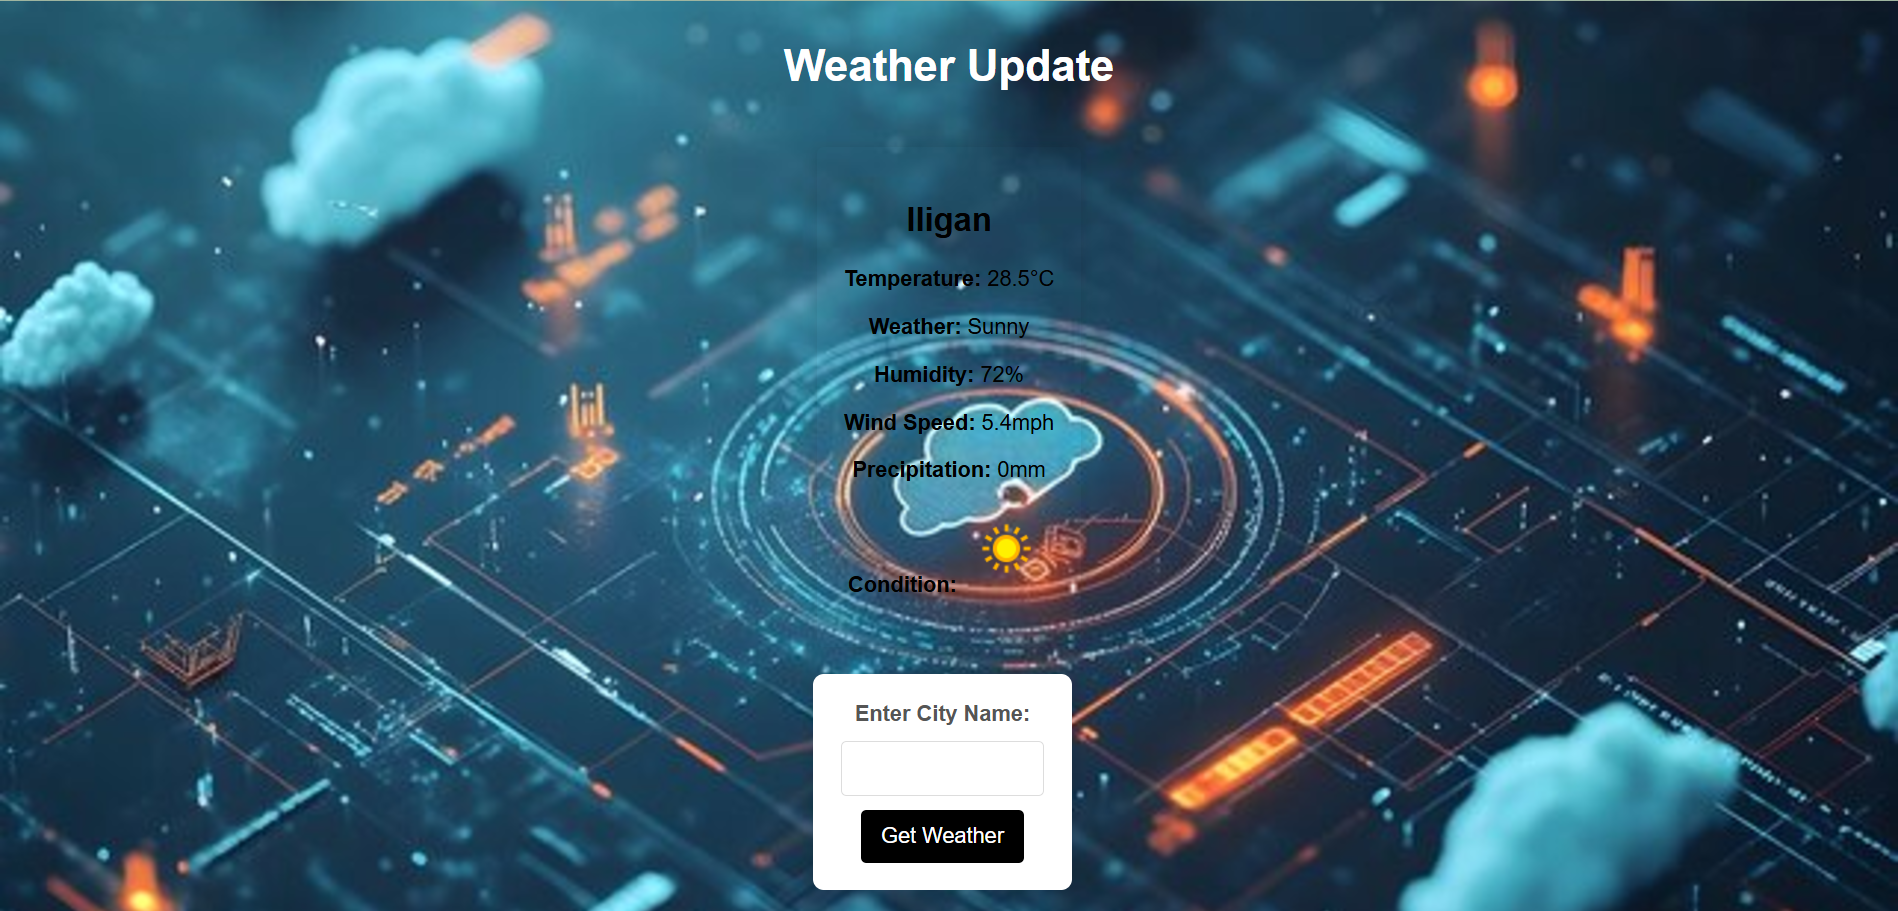 Weather Update
Iligan
Temperature: 28.5°C
Weather: Sunny
Humidity: 72%
Wind Speed: 5.4mph
Precipitation: 0mm
Condition:
Enter City Name:
Get Weather